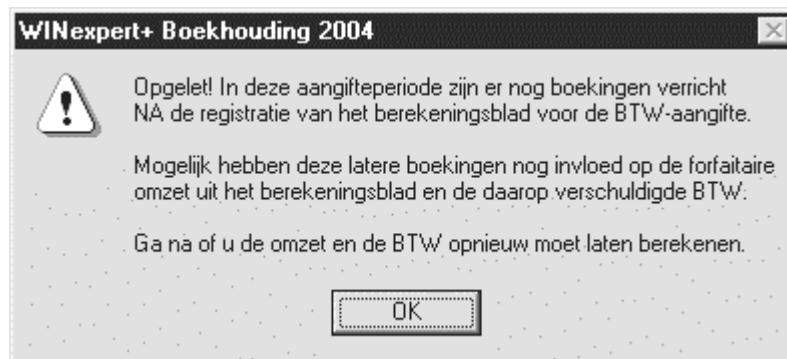 WINexpert+ Boekhouding 2004
Opgelet! In deze aangifteperiode zijn er nog boekingen verricht
NA de registratie van het berekeningsblad voor de BTW-aangifte.
Mogelijk hebben deze latere boekingen nog invloed op de forfaitaire
omzet uit het berekeningsblad en de daarop verschuldigde BTW.
Ga na of u de omzet en de BTW opnieuw moet laten berekenen.
OK